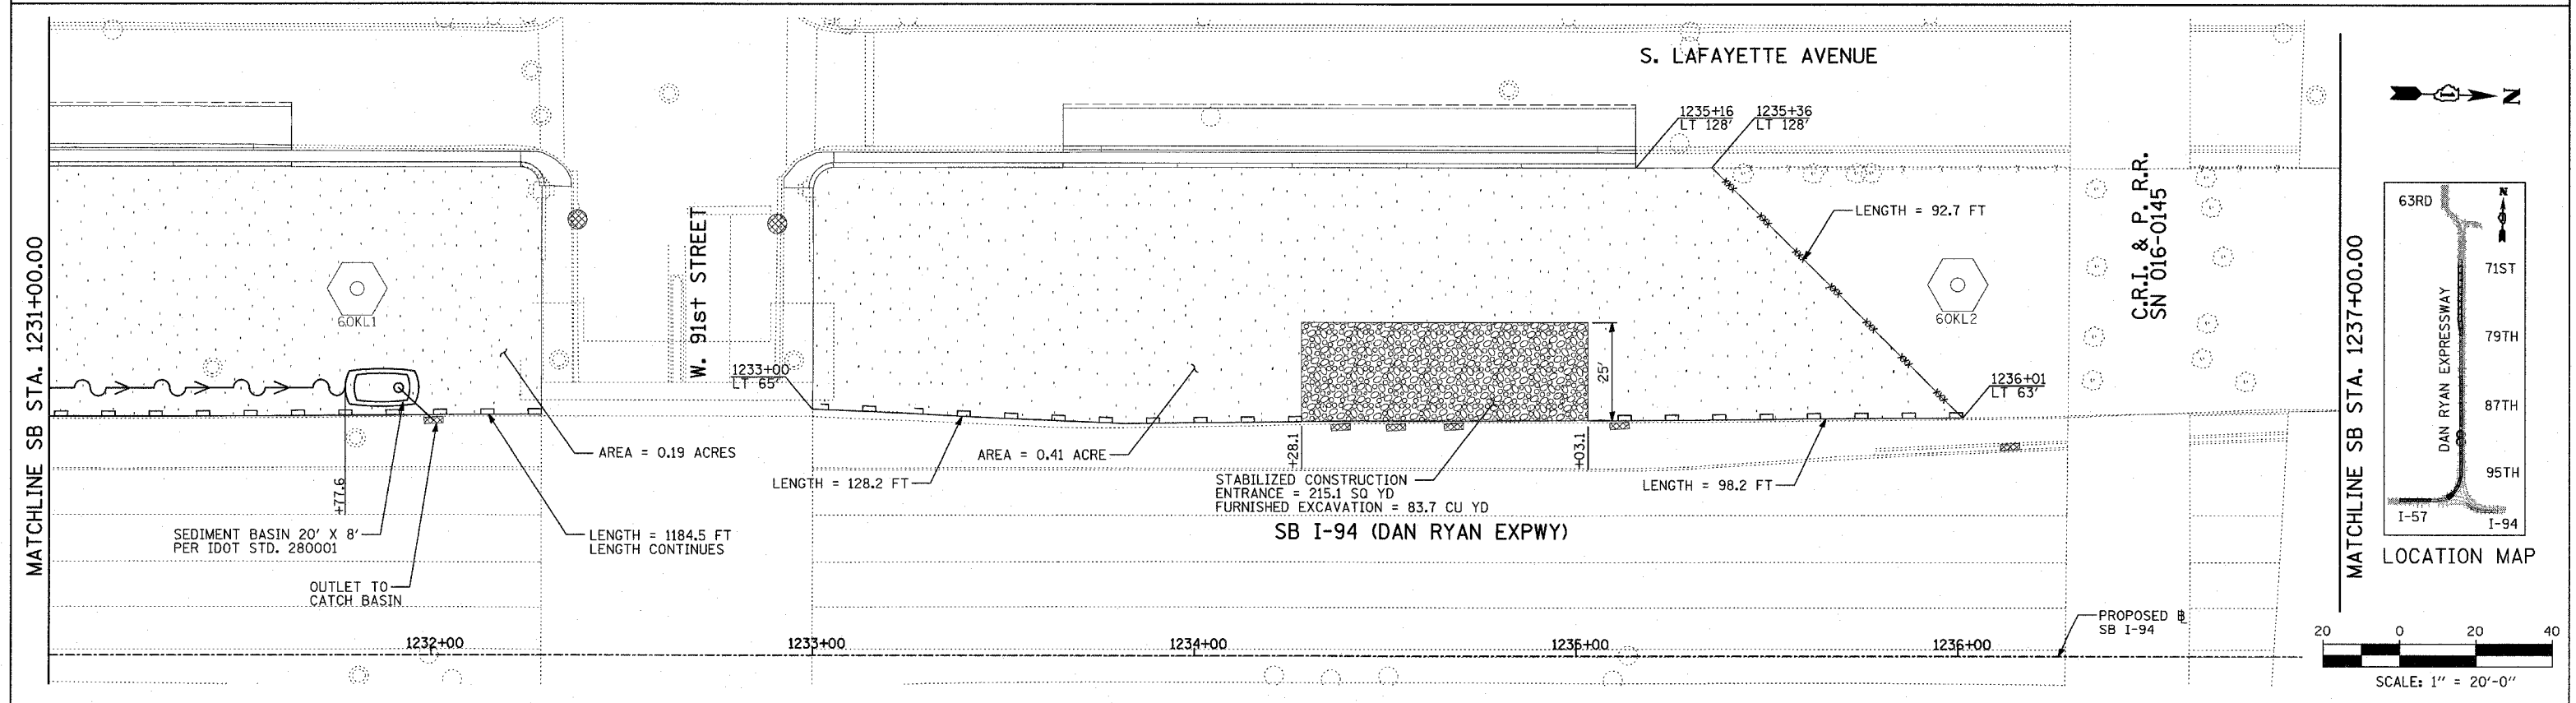 S. LAFAYETTE AVENUE
1235+16
LT 128'
1235+36
LT 128'
N
MATCHLINE SB STA. 1231+00.00
60KL1
W. 91st STREET
1233+00
LT 65'
LENGTH = 92.7 FT
60KL2
C.R.I. & P. R.R.
SN 016-0145
MATCHLINE SB STA. 1237+00.00
25'
1236+01
LT 63'
+77.6
AREA = 0.19 ACRES
LENGTH = 128.2 FT
AREA = 0.41 ACRE
+28.1
+03.1
STABILIZED CONSTRUCTION
ENTRANCE = 215.1 SQ YD
FURNISHED EXCAVATION = 83.7 CU YD
LENGTH = 98.2 FT
SEDIMENT BASIN 20' X 8'
PER IDOT STD. 280001
LENGTH = 1184.5 FT
LENGTH CONTINUES
OUTLET TO
CATCH BASIN
SB I-94 (DAN RYAN EXPWY)
1232+00
1233+00
1234+00
1235+00
1236+00
PROPOSED ℄
SB I-94
63RD
N
71ST
79TH
87TH
95TH
DAN RYAN EXPRESSWAY
I-57
I-94
LOCATION MAP
20
0
20
40
SCALE: 1" = 20'-0"